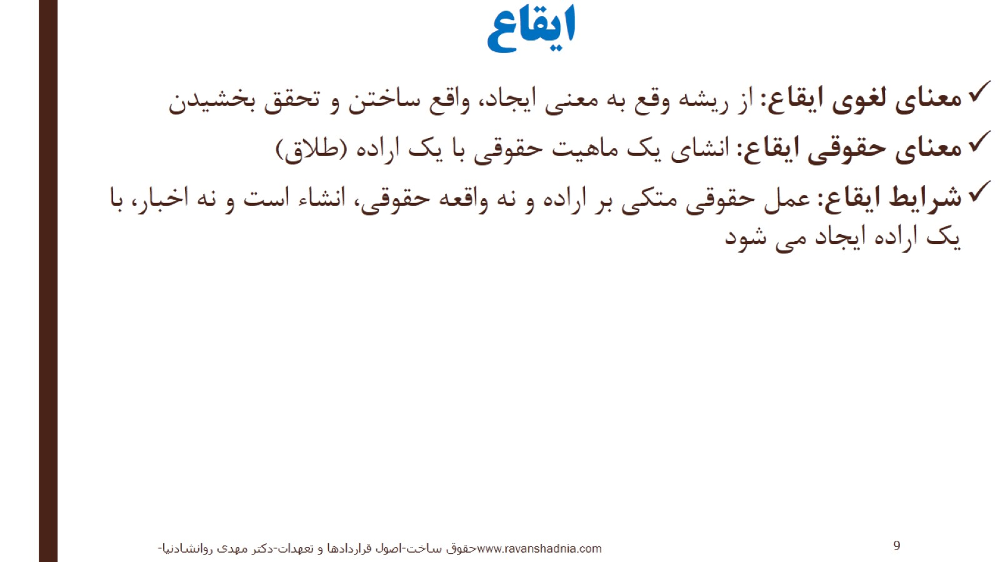 ایقاع
✓ معنای لغوی ایقاع: از ریشه وقع به معنی ایجاد، واقع ساختن و تحقق بخشیدن
✓ معنای حقوقی ایقاع: انشای یک ماهیت حقوقی با یک اراده (طلاق)
✓ شرایط ایقاع: عمل حقوقی متکی بر اراده و نه واقعه حقوقی، انشاء است و نه اخبار، با
یک اراده ایجاد می شود
www.ravanshadnia.comحقوق ساخت-اصول قراردادها و تعهدات-دکتر مهدی روانشادنیا-
9